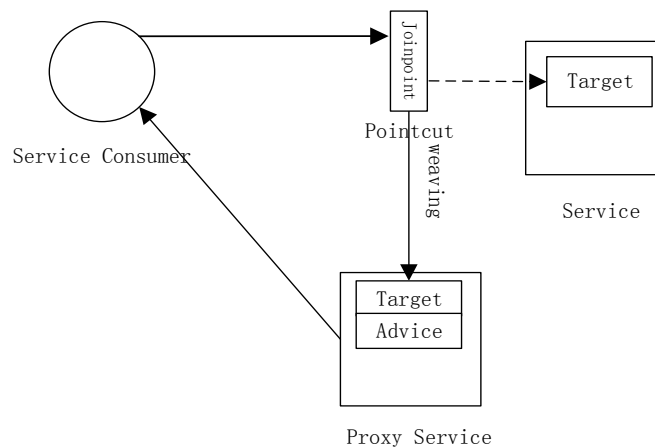 Joinpoint
Target
Pointcut
Service Consumer
weaving
Service
Target
Advice
Proxy Service